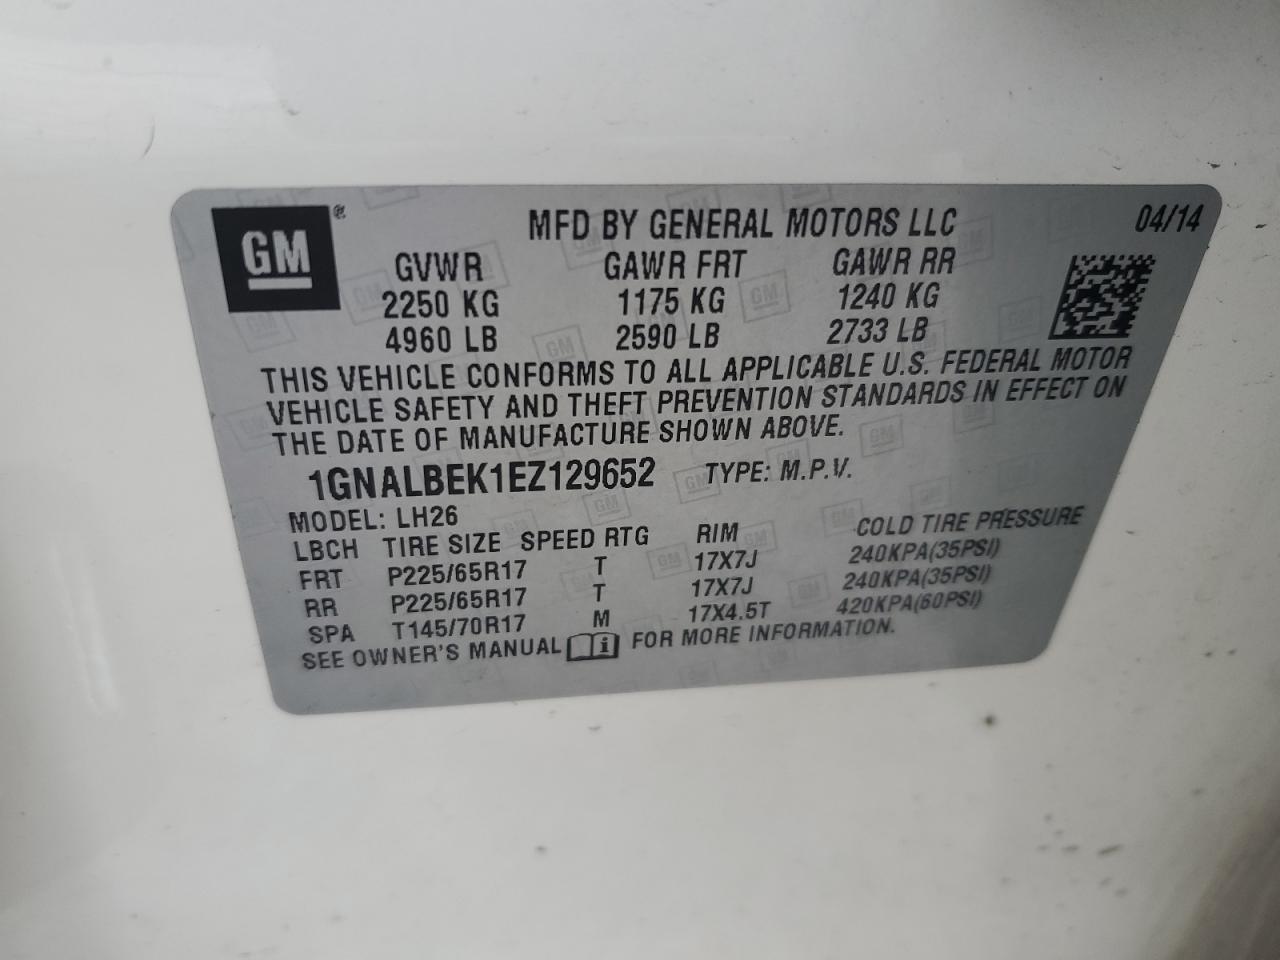 GM ® MFD BY GENERAL MOTORS LLC 04/14
GVWR GAWR FRT GAWR RR
2250 KG 1175 KG 1240 KG
4960 LB 2590 LB 2733 LB
THIS VEHICLE CONFORMS TO ALL APPLICABLE U.S. FEDERAL MOTOR
VEHICLE SAFETY AND THEFT PREVENTION STANDARDS IN EFFECT ON
THE DATE OF MANUFACTURE SHOWN ABOVE.
1GNALBEK1EZ129652 TYPE: M.P.V.
MODEL: LH26
LBCH TIRE SIZE SPEED RTG RIM COLD TIRE PRESSURE
FRT P225/65R17 T 17X7J 240KPA(35PSI)
RR P225/65R17 T 17X7J 240KPA(35PSI)
SPA T145/70R17 M 17X4.5T 420KPA(60PSI)
SEE OWNER'S MANUAL i FOR MORE INFORMATION.